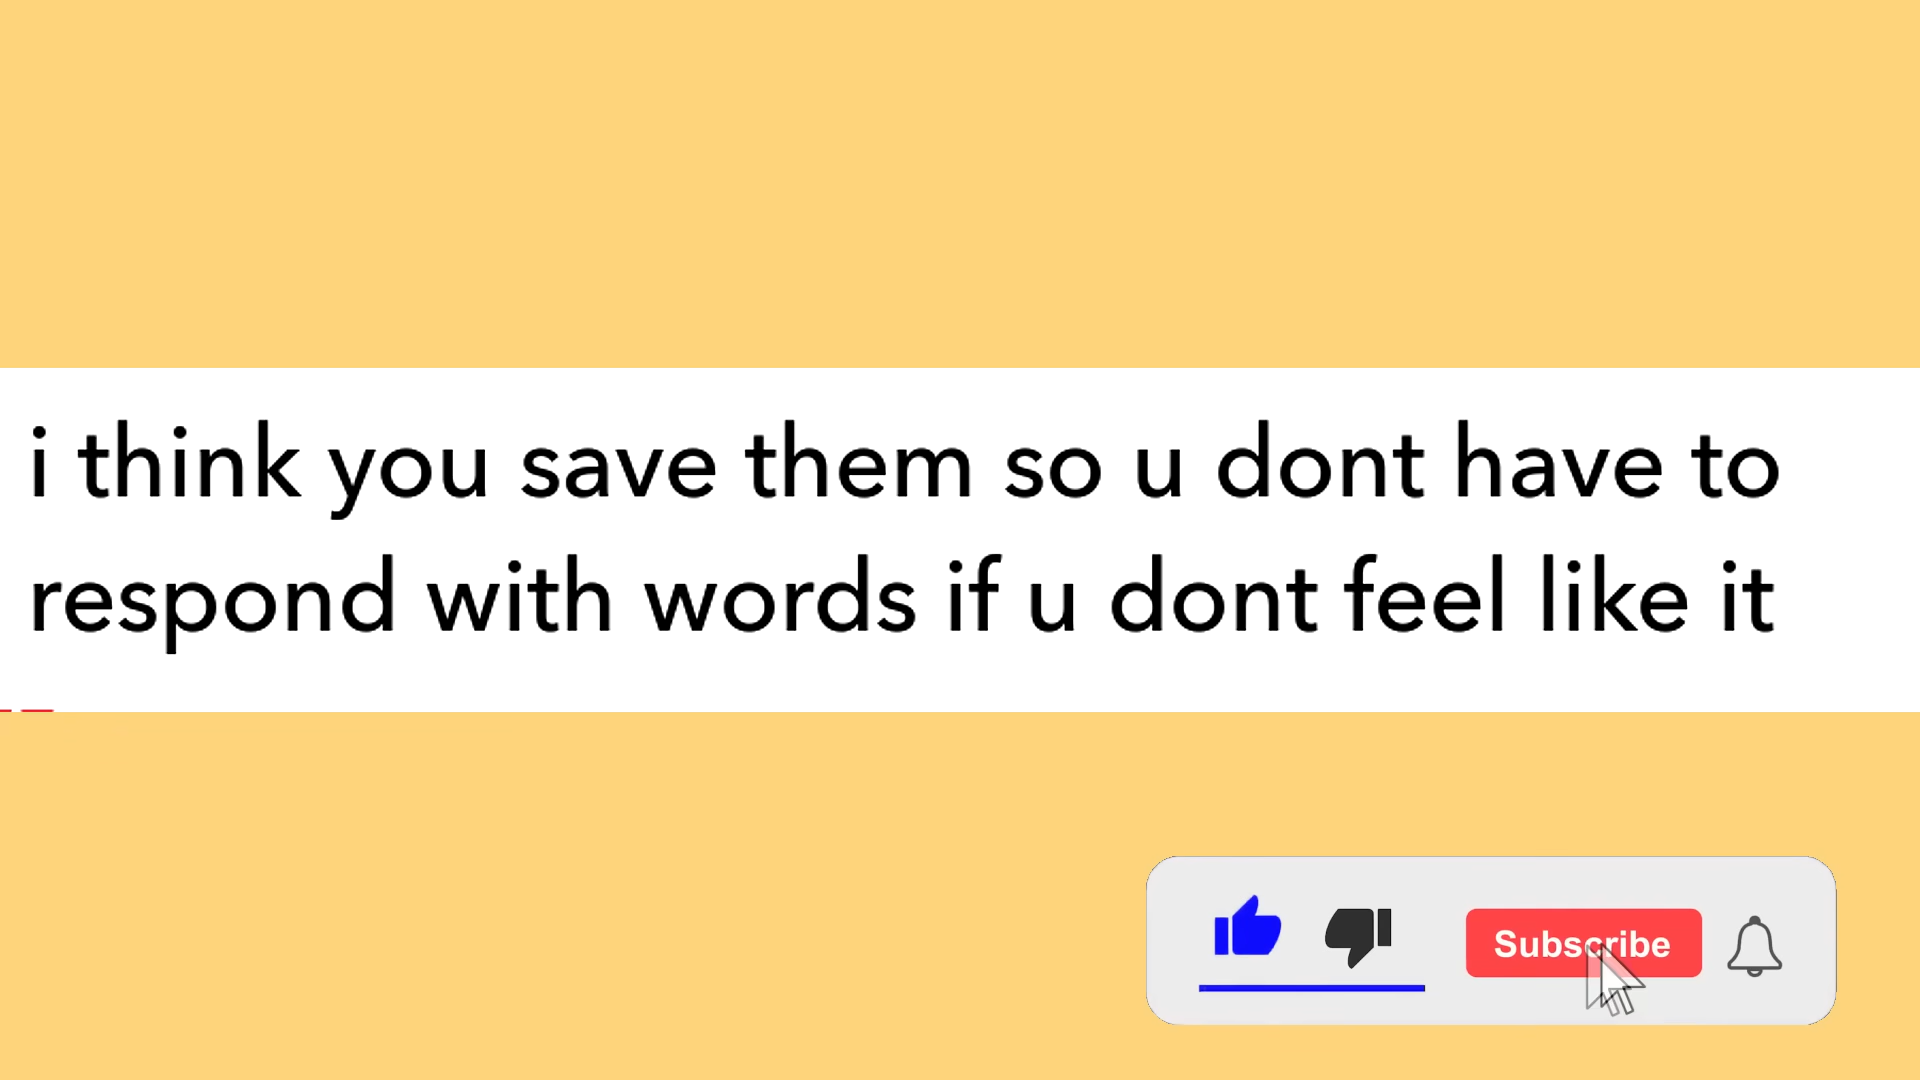 i think you save them so u dont have to
respond with words if u dont feel like it
Subscribe